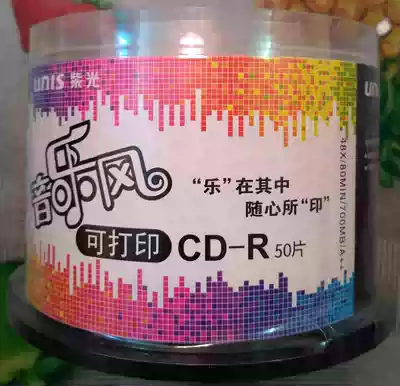 unis 紫光
unis
音乐风
“乐”在其中
随心所“印”
可打印 CD-R 50片
48X/80MIN/700MB/A++